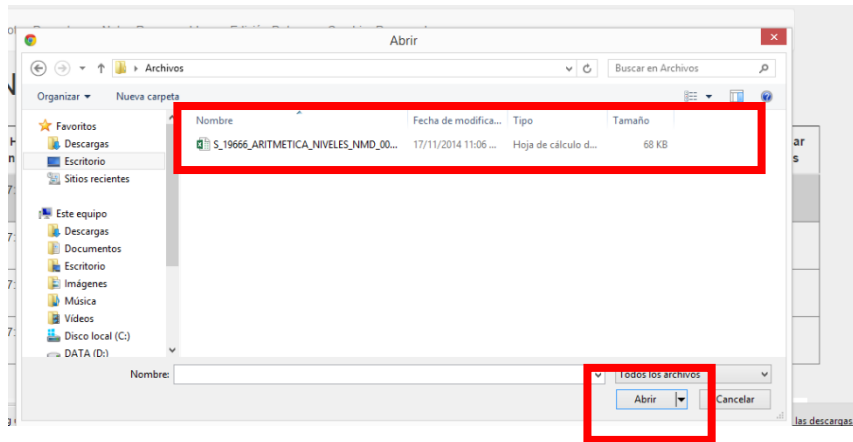 Abrir
Archivos
Buscar en Archivos
Organizar
Nueva carpeta
Nombre
Fecha de modifica...
Tipo
Tamaño
Favoritos
S_19666_ARITMETICA_NIVELES_NMD_00...
17/11/2014 11:06 ...
Hoja de cálculo d...
68 KB
Descargas
Escritorio
Sitios recientes
Este equipo
Descargas
Documentos
Escritorio
Imágenes
Música
Vídeos
Disco local (C:)
DATA (D:)
Nombre:
Todos los archivos
Abrir
Cancelar
las descargas